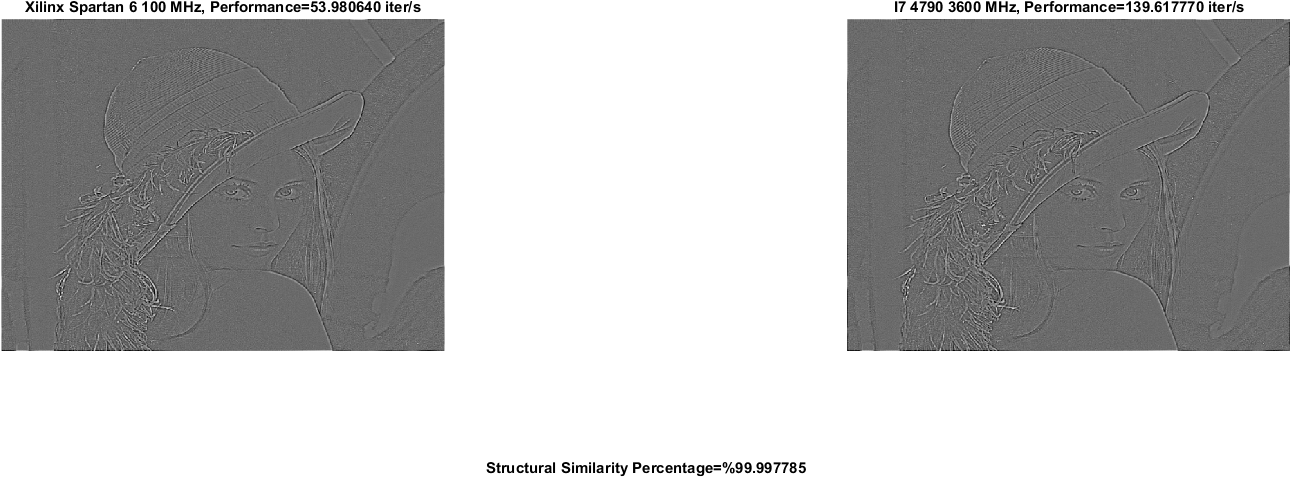 Xilinx Spartan 6 100 MHz, Performance=53.980640 iter/s
I7 4790 3600 MHz, Performance=139.617770 iter/s
Structural Similarity Percentage=%99.997785